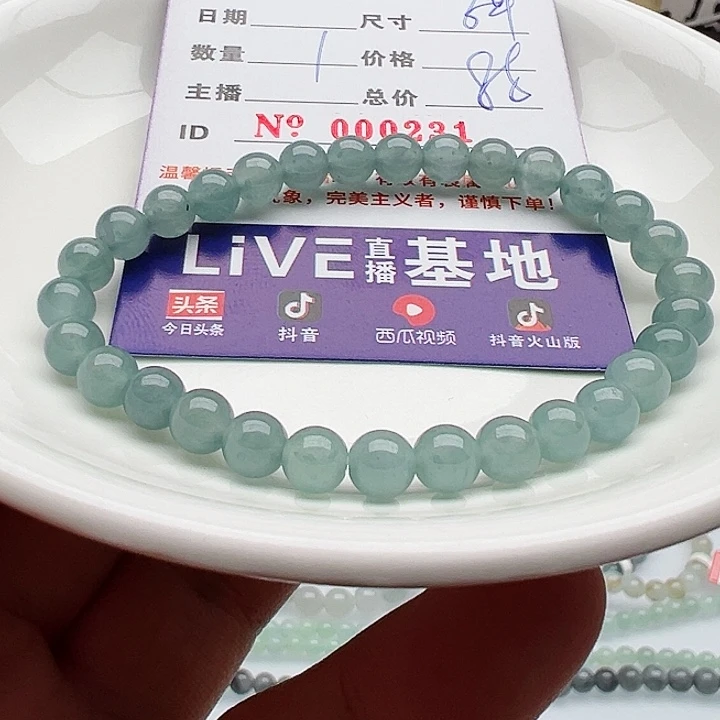 日期 尺寸 64
数量 1 价格
主播 总价 88
ID Nº 000231
温馨
象，完美主义者，谨慎下单！
LiVE 直播 基地
头条
今日头条 抖音 西瓜视频 抖音火山版